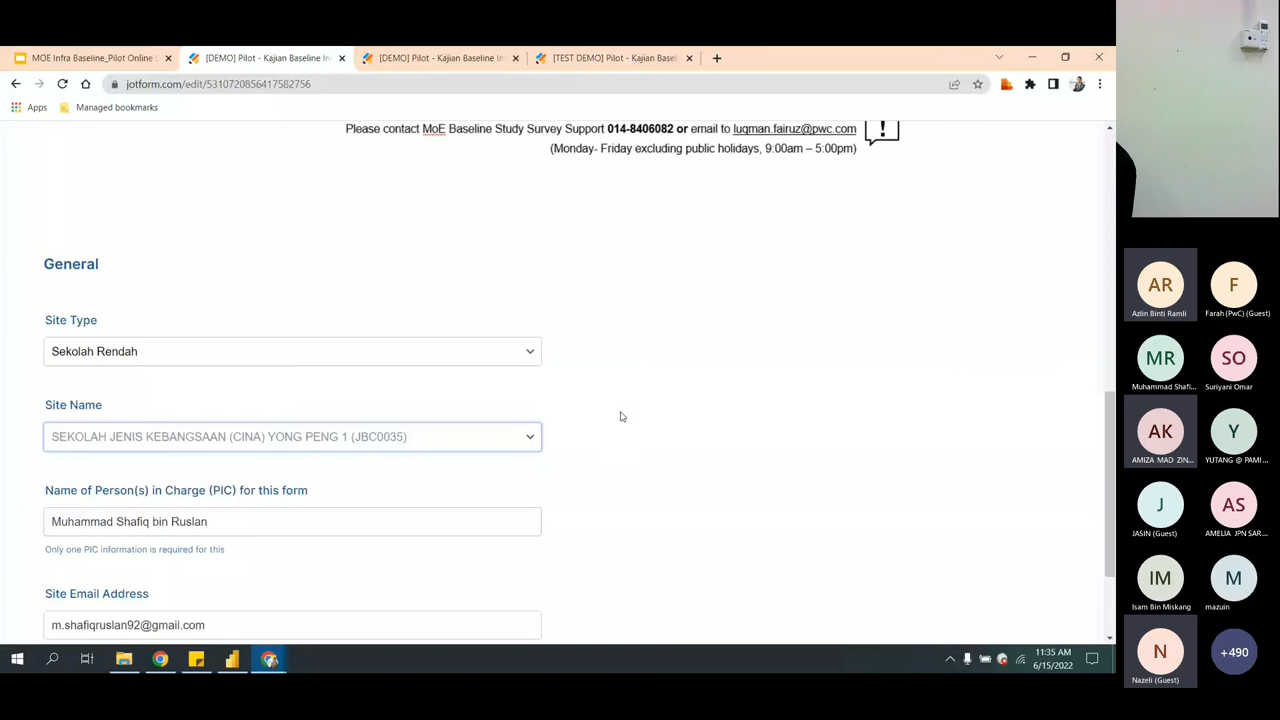 MOE Infra Baseline_Pilot Online
[DEMO] Pilot - Kajian Baseline In
[DEMO] Pilot - Kajian Baseline In
[TEST DEMO] Pilot - Kajian Basel
jotform.com/edit/5310720856417582756
Apps
Managed bookmarks
Please contact MoE Baseline Study Survey Support 014-8406082 or email to luqman.fairuz@pwc.com
(Monday- Friday excluding public holidays, 9:00am – 5:00pm)
General
Site Type
Sekolah Rendah
Site Name
SEKOLAH JENIS KEBANGSAAN (CINA) YONG PENG 1 (JBC0035)
Name of Person(s) in Charge (PIC) for this form
Muhammad Shafiq bin Ruslan
Only one PIC information is required for this
Site Email Address
m.shafiqruslan92@gmail.com
11:35 AM
6/15/2022
AR
F
Azlin Binti Ramli
Farah (PwC) (Guest)
MR
SO
Muhammad Shafi...
Suriyani Omar
AK
Y
AMIZA MAD ZIN...
YUTANG @ PAMI...
J
AS
JASIN (Guest)
AMELIA JPN SAR...
IM
M
Isam Bin Miskang
mazuin
N
+490
Nazeli (Guest)